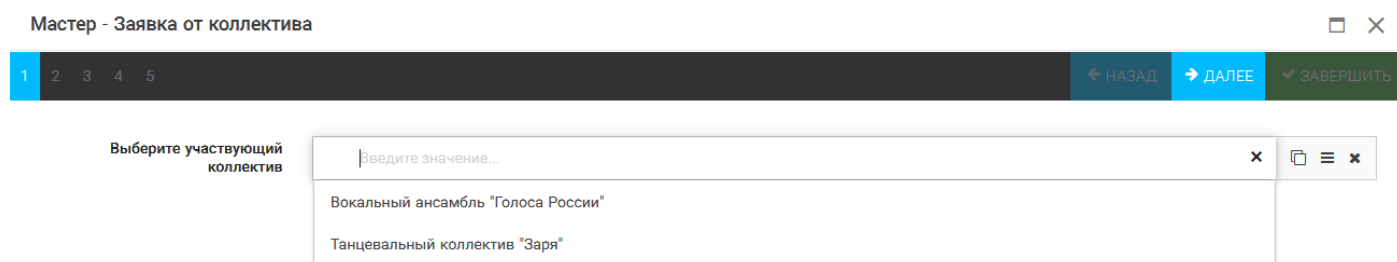 Мастер - Заявка от коллектива
1 2 3 4 5 НАЗАД ДАЛЕЕ ЗАВЕРШИТЬ
Выберите участвующий
коллектив
Введите значение...
Вокальный ансамбль "Голоса России"
Танцевальный коллектив "Заря"